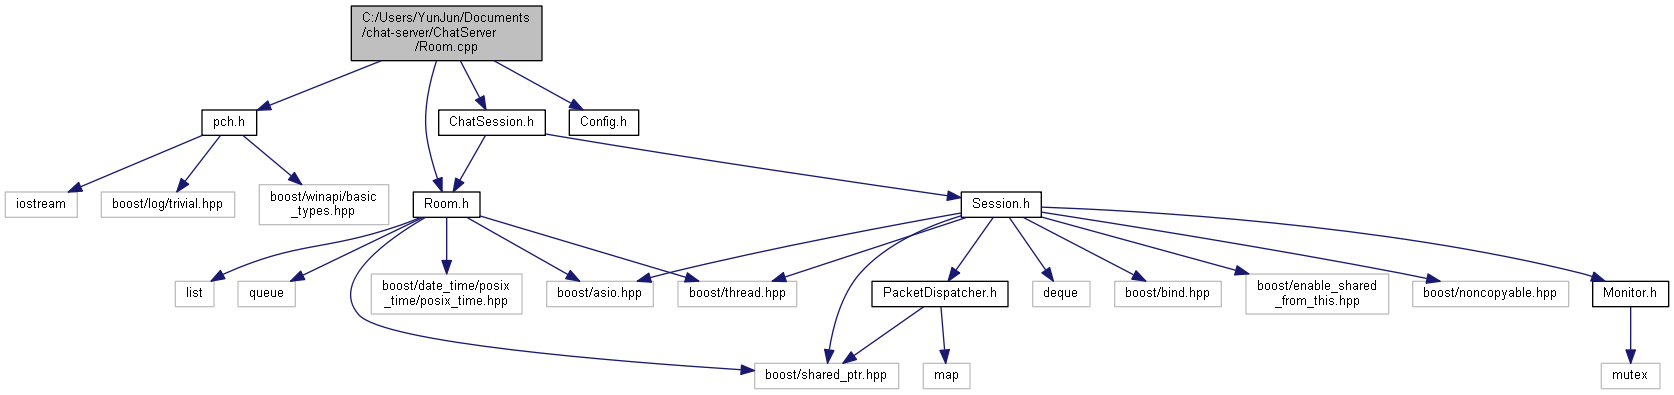 C:/Users/YunJun/Documents
/chat-server/ChatServer
/Room.cpp
pch.h
ChatSession.h
Config.h
iostream
boost/log/trivial.hpp
boost/winapi/basic
_types.hpp
Room.h
Session.h
list
queue
boost/date_time/posix
_time/posix_time.hpp
boost/asio.hpp
boost/thread.hpp
PacketDispatcher.h
deque
boost/bind.hpp
boost/enable_shared
_from_this.hpp
boost/noncopyable.hpp
Monitor.h
boost/shared_ptr.hpp
map
mutex